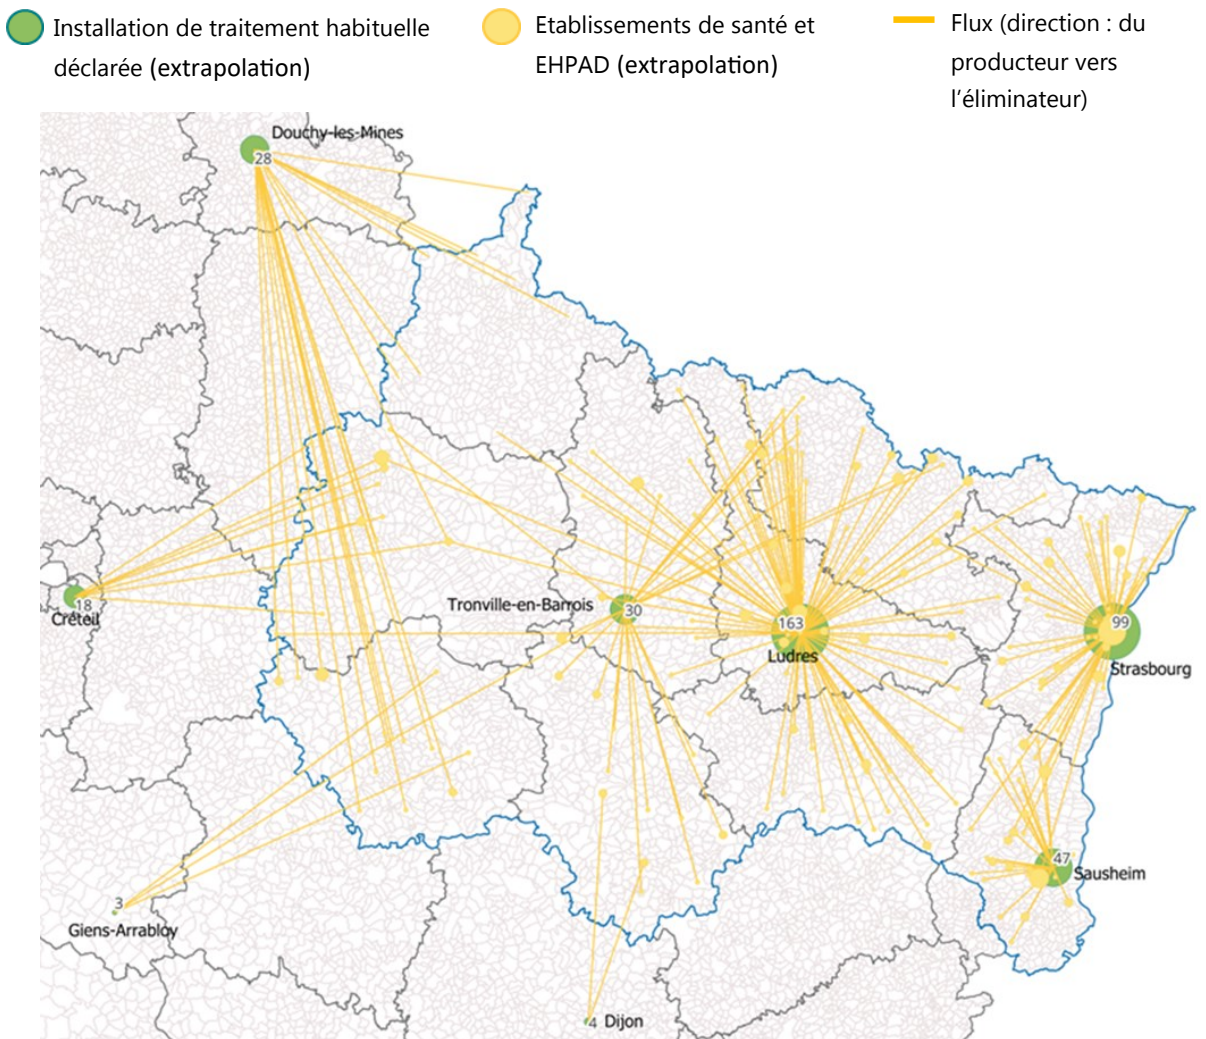 Installation de traitement habituelle
déclarée (extrapolation)
Etablissements de santé et
EHPAD (extrapolation)
Flux (direction : du
producteur vers
l’éliminateur)
Douchy-les-Mines
28
18
Créteil
Tronville-en-Barrois
30
163
Ludres
99
Strasbourg
47
Sausheim
3
Giens-Arrabloy
4 Dijon